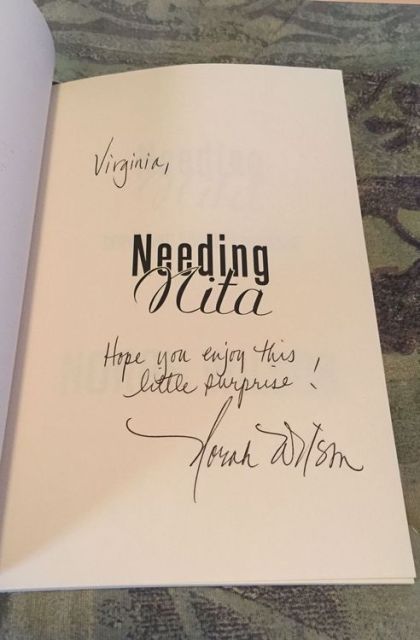 Virginia,
Needing
Nita
Hope you enjoy this
little surprise!
Norah Wilson